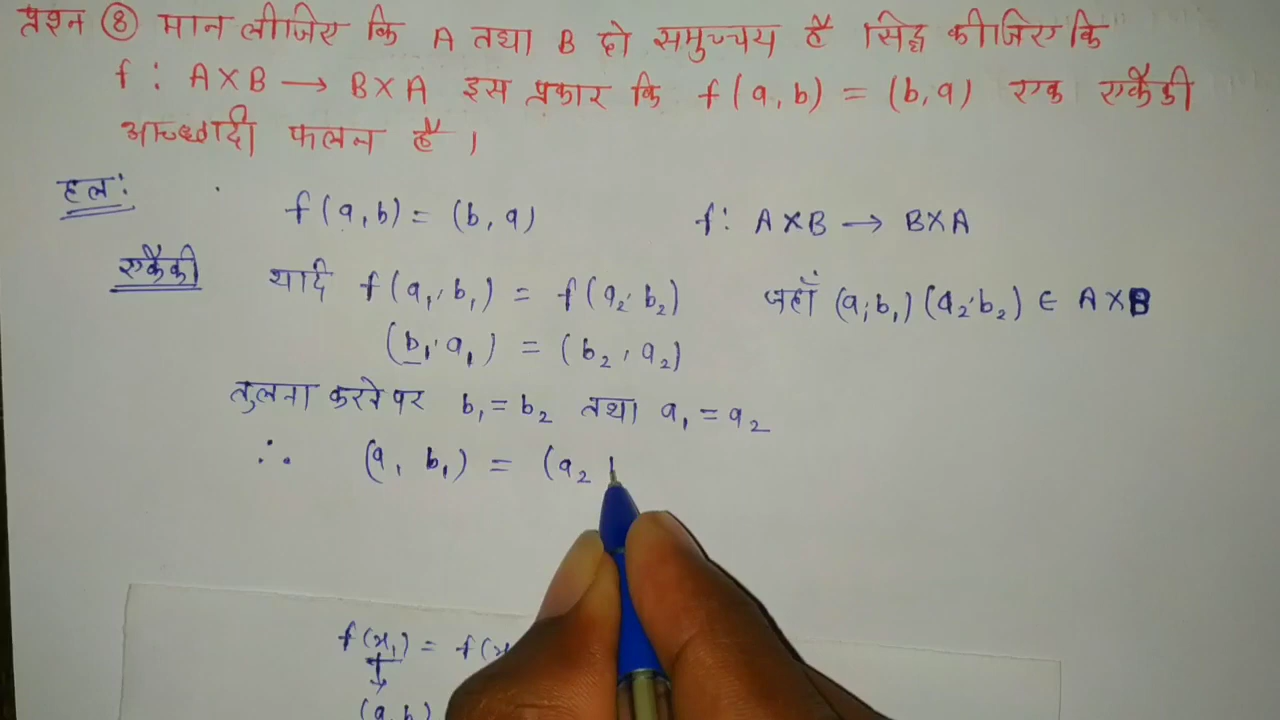 प्रश्न ⑧ मान लीजिए कि A तथा B दो समुच्चय है सिद्ध कीजिए कि
f : A×B → B×A इस प्रकार कि f(a, b) = (b, a) एक एकैकी
आच्छादी फलन है ।
हल:
f(a, b) = (b, a) f: A×B → B×A
एकैकी यदि f(a₁, b₁) = f(a₂, b₂) जहाँ (a₁, b₁) (a₂, b₂) ∈ A×B
(b₁, a₁) = (b₂, a₂)
तुलना करने पर b₁ = b₂ तथा a₁ = a₂
∴ (a₁ b₁) = (a₂
f(x₁) = f(x
(a, b)